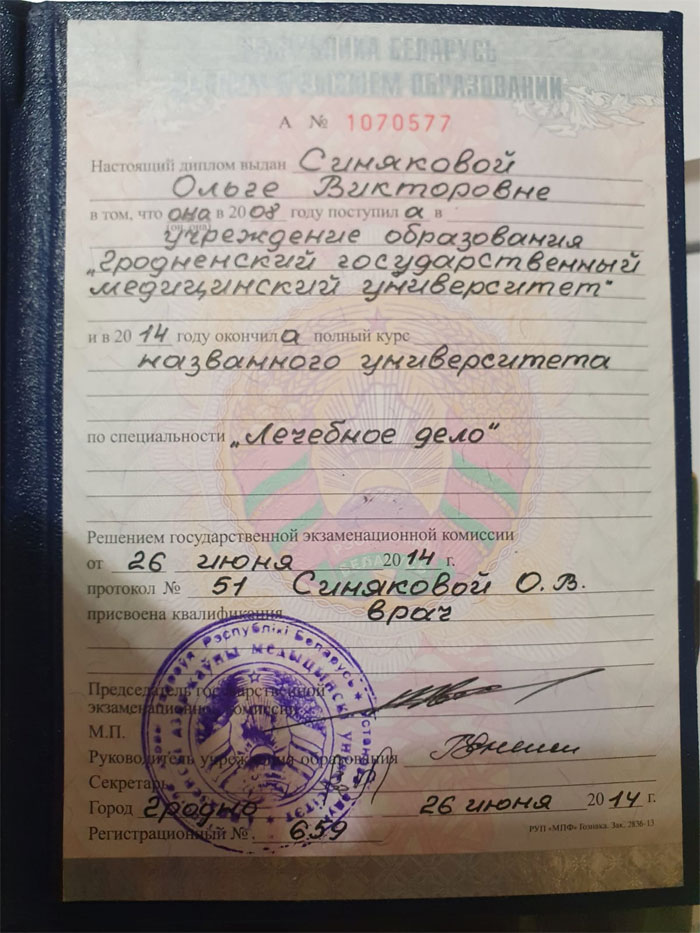 РЕСПУБЛИКА БЕЛАРУСЬ
ДИПЛОМ О ВЫСШЕМ ОБРАЗОВАНИИ
А № 1070577
Настоящий диплом выдан Синяковой
Ольге Викторовне
в том, что она в 2008 году поступила в
(он, она)
учреждение образования
„Гродненский государственный
медицинский университет"
и в 2014 году окончила полный курс
названного университета
по специальности „Лечебное дело"
Решением государственной экзаменационной комиссии
от 26 июня 2014 г.
протокол № 51 Синяковой О.В.
присвоена квалификация врач
Председатель государственной
экзаменационной комиссии
М.П.
Руководитель учреждения образования
Секретарь
Город Гродно 26 июня 2014 г.
Регистрационный № 659
РУП «МПФ» Гознака. Зак. 2836-13